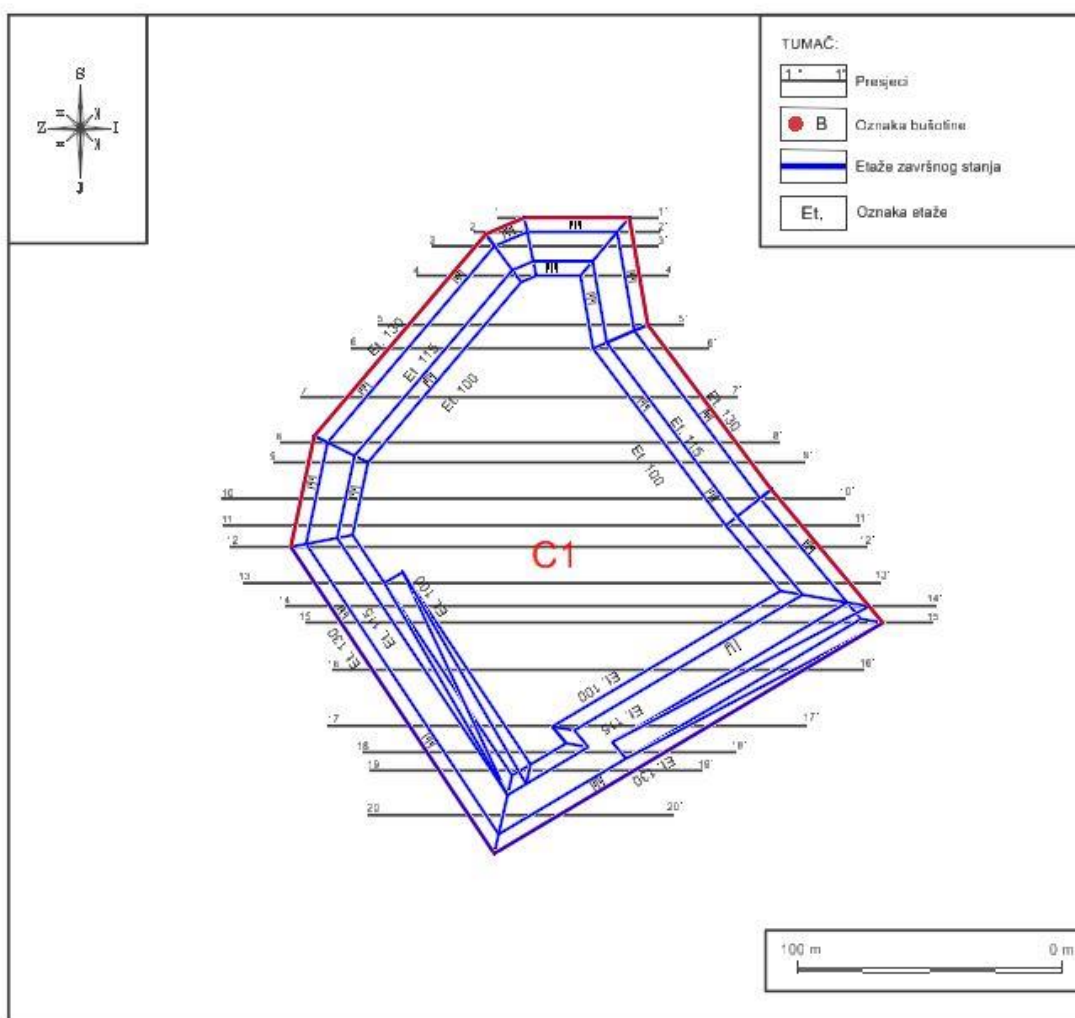 S
Z I
J
TUMAČ:
1 ' 1'
Presjeci
B
Oznaka bušotine
Etaže završnog stanja
Et.
Oznaka etaže
1 1'
2 2'
3 3'
4 4
5 5'
6 6'
7 7'
8 8'
9 9'
10 10'
11 11'
12 12'
13 13'
14 14'
15 15
16 16'
17 17'
18 18'
19 19'
20 20'
Et. 130
Et. 115
Et. 100
Et. 130
Et. 115
Et. 100
C1
Et. 100
Et. 115
Et. 130
Et. 100
Et. 115
Et. 130
100 m 0 m